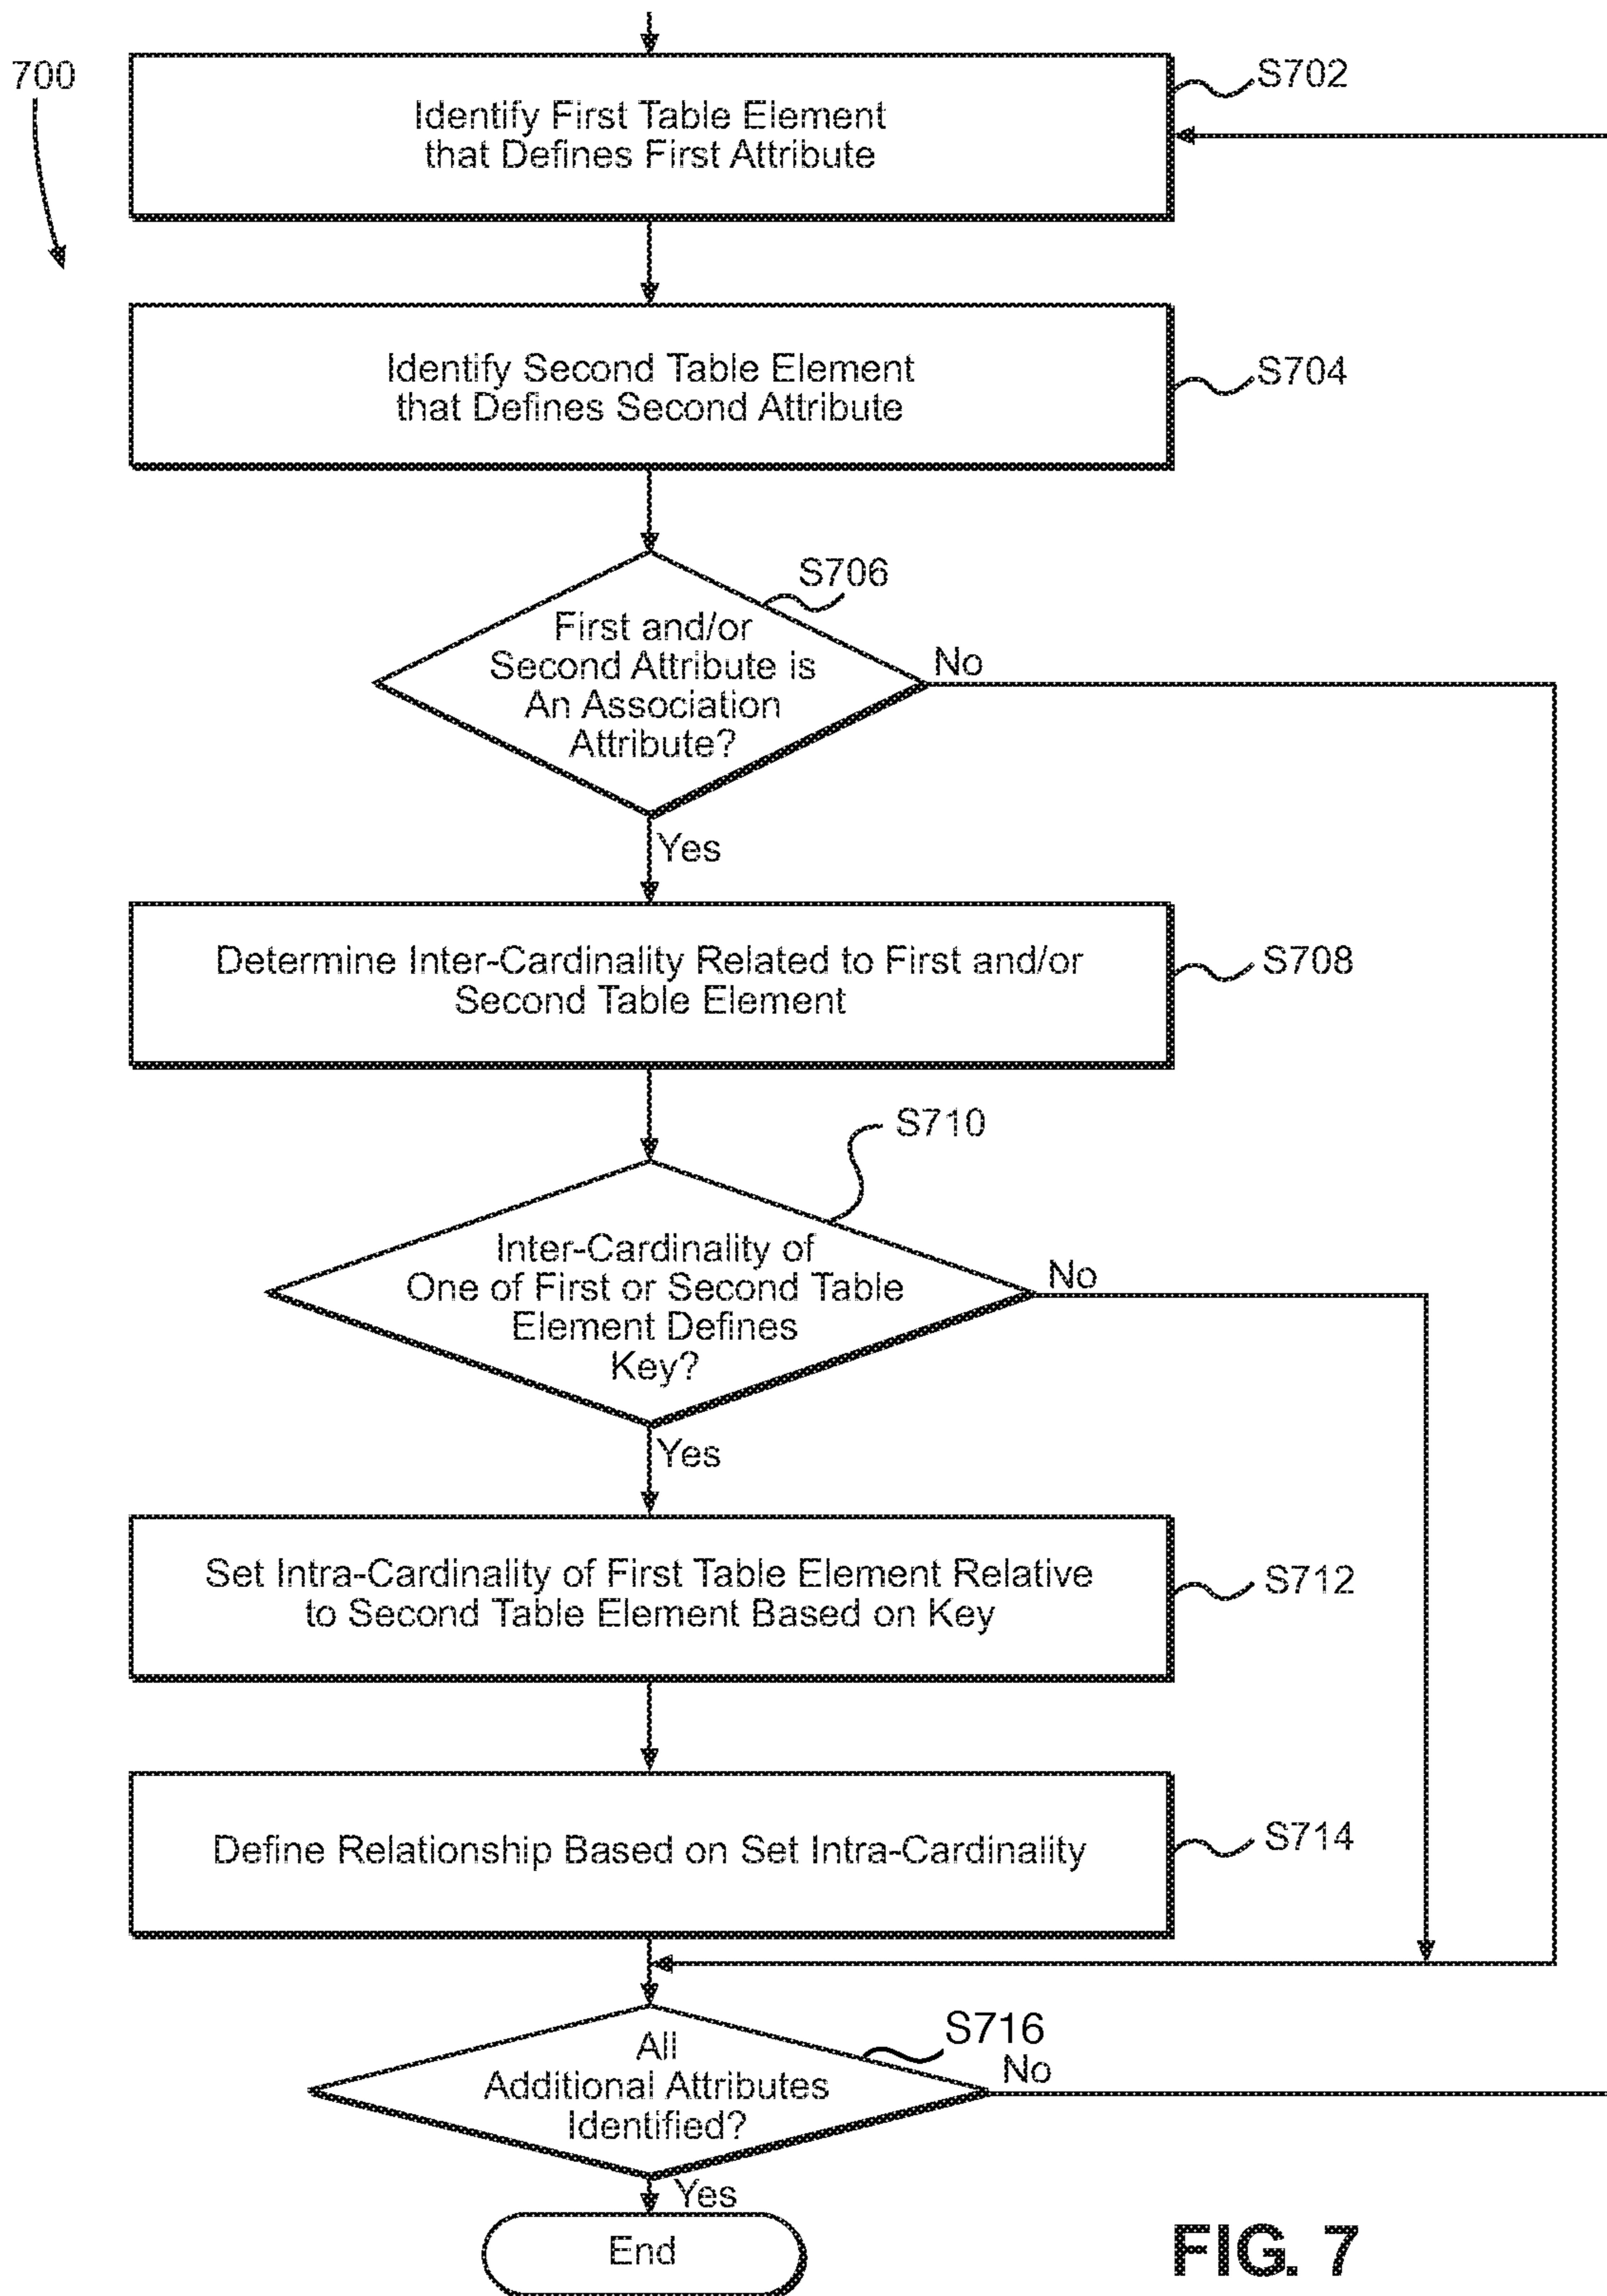 700
S702
Identify First Table Element
that Defines First Attribute
Identify Second Table Element
that Defines Second Attribute
S704
S706
First and/or
Second Attribute is
An Association
Attribute?
No
Yes
Determine Inter-Cardinality Related to First and/or
Second Table Element
S708
S710
Inter-Cardinality of
One of First or Second Table
Element Defines
Key?
No
Yes
Set Intra-Cardinality of First Table Element Relative
to Second Table Element Based on Key
S712
Define Relationship Based on Set Intra-Cardinality
S714
S716
All
Additional Attributes
Identified?
No
Yes
End
FIG. 7